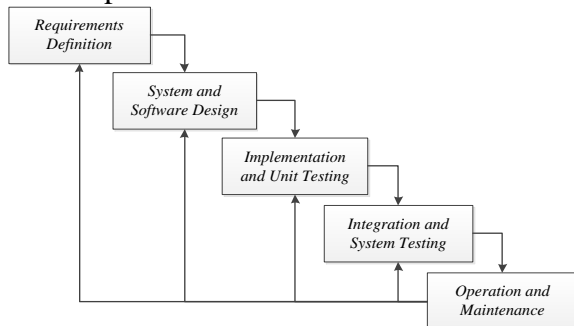 Requirements
Definition
System and
Software Design
Implementation
and Unit Testing
Integration and
System Testing
Operation and
Maintenance